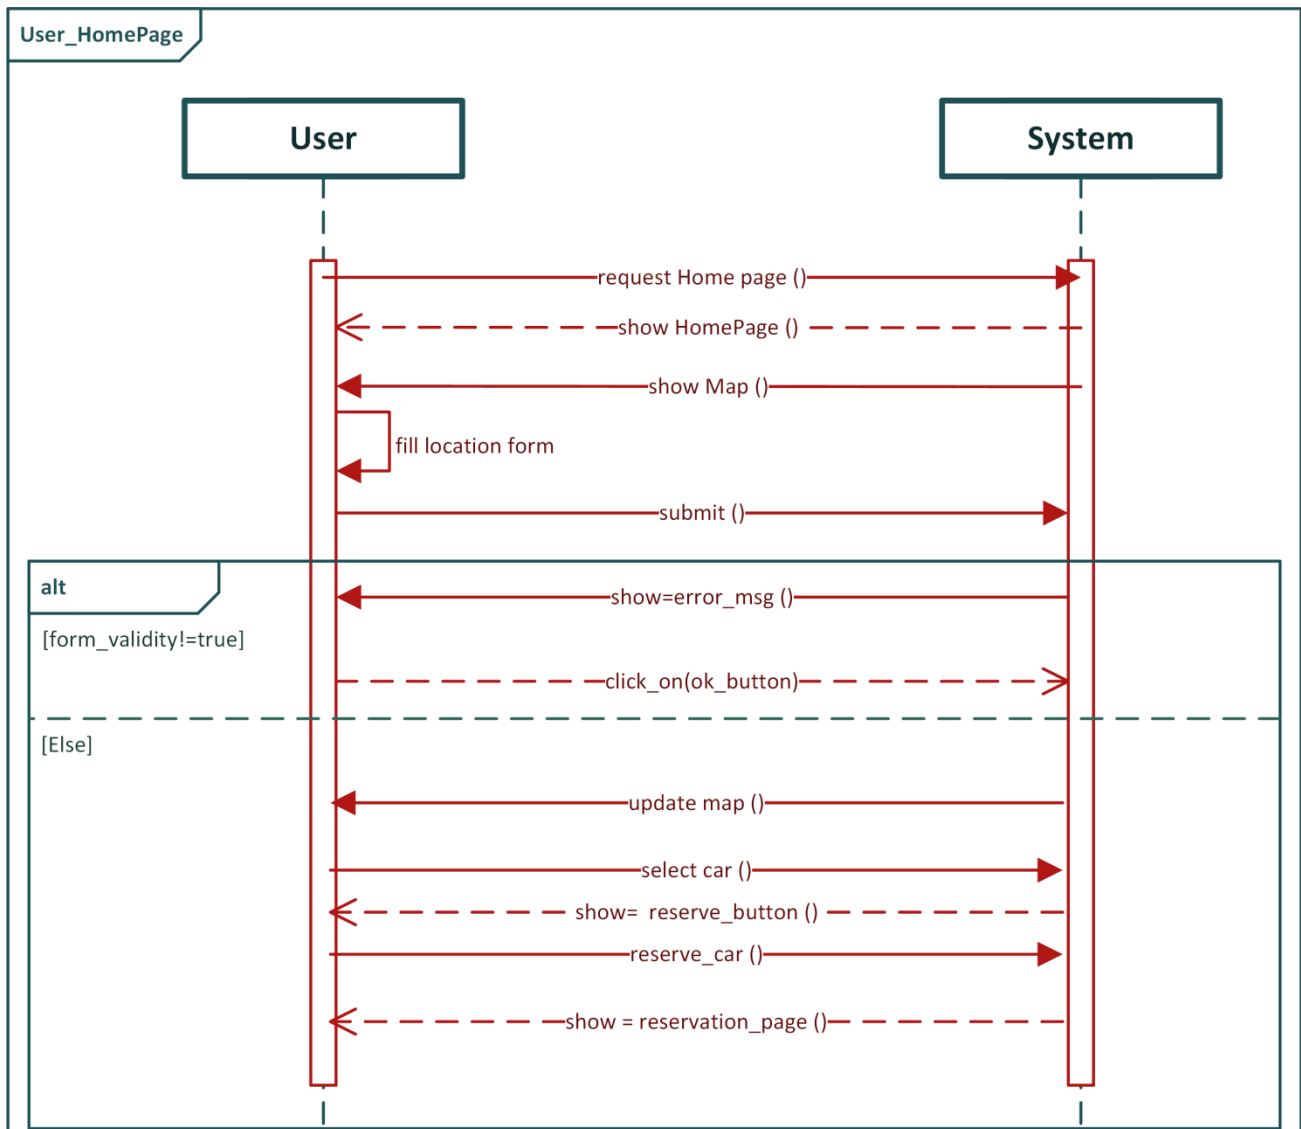 User_HomePage
User
System
request Home page ()
show HomePage ()
show Map ()
fill location form
submit ()
alt
show=error_msg ()
[form_validity!=true]
click_on(ok_button)
[Else]
update map ()
select car ()
show=  reserve_button ()
reserve_car ()
show = reservation_page ()